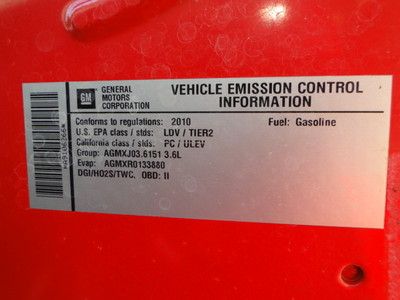 GM
GENERAL MOTORS CORPORATION
VEHICLE EMISSION CONTROL INFORMATION
Conforms to regulations: 2010 Fuel: Gasoline
U.S. EPA class / stds: LDV / TIER2
California class / stds: PC / ULEV
Group: AGMXJ03.6151 3.6L
Evap: AGMXR0133880
DGI/HO2S/TWC, OBD: II